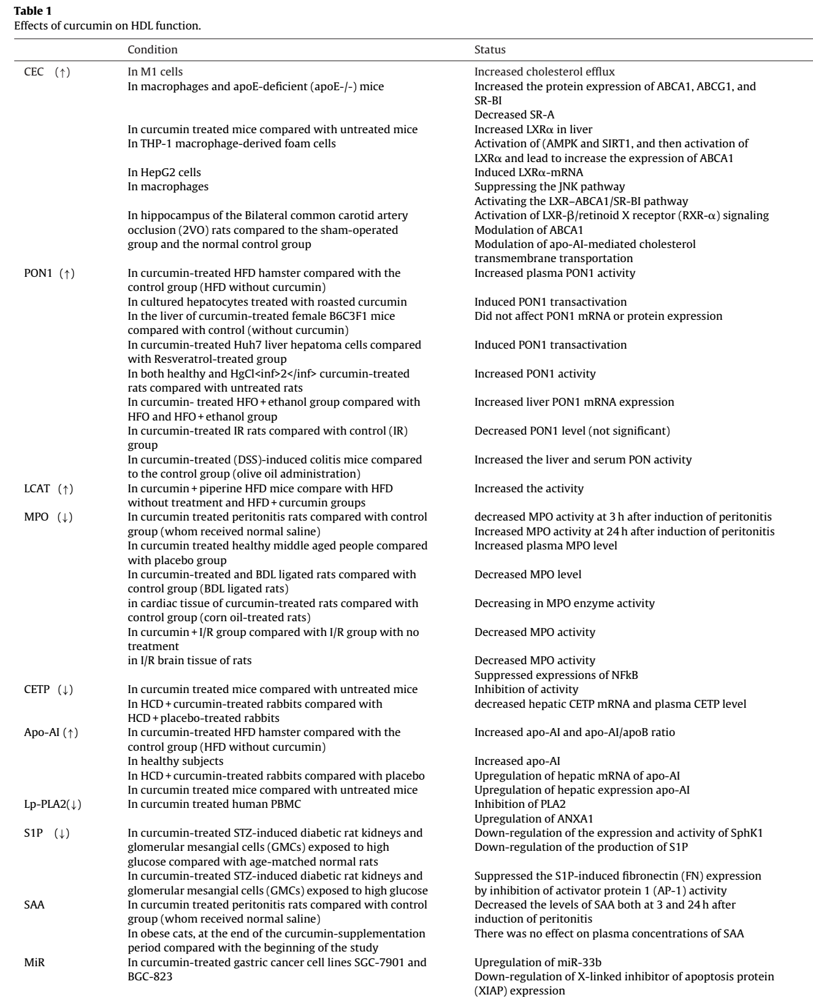 Table 1
Effects of curcumin on HDL function.
Condition Status
CEC (↑) In M1 cells Increased cholesterol efflux
In macrophages and apoE-deficient (apoE-/-) mice Increased the protein expression of ABCA1, ABCG1, and
SR-BI
Decreased SR-A
In curcumin treated mice compared with untreated mice Increased LXRα in liver
In THP-1 macrophage-derived foam cells Activation of (AMPK and SIRT1, and then activation of
LXRα and lead to increase the expression of ABCA1
In HepG2 cells Induced LXRα-mRNA
In macrophages Suppressing the JNK pathway
Activating the LXR–ABCA1/SR-BI pathway
In hippocampus of the Bilateral common carotid artery Activation of LXR-β/retinoid X receptor (RXR-α) signaling
occlusion (2VO) rats compared to the sham-operated Modulation of ABCA1
group and the normal control group Modulation of apo-AI-mediated cholesterol
transmembrane transportation
PON1 (↑) In curcumin-treated HFD hamster compared with the Increased plasma PON1 activity
control group (HFD without curcumin)
In cultured hepatocytes treated with roasted curcumin Induced PON1 transactivation
In the liver of curcumin-treated female B6C3F1 mice Did not affect PON1 mRNA or protein expression
compared with control (without curcumin)
In curcumin-treated Huh7 liver hepatoma cells compared Induced PON1 transactivation
with Resveratrol-treated group
In both healthy and HgCl<inf>2</inf> curcumin-treated Increased PON1 activity
rats compared with untreated rats
In curcumin- treated HFO + ethanol group compared with Increased liver PON1 mRNA expression
HFO and HFO + ethanol group
In curcumin-treated IR rats compared with control (IR) Decreased PON1 level (not significant)
group
In curcumin-treated (DSS)-induced colitis mice compared Increased the liver and serum PON activity
to the control group (olive oil administration)
LCAT (↑) In curcumin + piperine HFD mice compare with HFD Increased the activity
without treatment and HFD + curcumin groups
MPO (↓) In curcumin treated peritonitis rats compared with control decreased MPO activity at 3 h after induction of peritonitis
group (whom received normal saline) Increased MPO activity at 24 h after induction of peritonitis
In curcumin treated healthy middle aged people compared Increased plasma MPO level
with placebo group
In curcumin-treated and BDL ligated rats compared with Decreased MPO level
control group (BDL ligated rats)
in cardiac tissue of curcumin-treated rats compared with Decreasing in MPO enzyme activity
control group (corn oil-treated rats)
In curcumin + I/R group compared with I/R group with no Decreased MPO activity
treatment
in I/R brain tissue of rats Decreased MPO activity
Suppressed expressions of NFkB
CETP (↓) In curcumin treated mice compared with untreated mice Inhibition of activity
In HCD + curcumin-treated rabbits compared with decreased hepatic CETP mRNA and plasma CETP level
HCD + placebo-treated rabbits
Apo-AI (↑) In curcumin-treated HFD hamster compared with the Increased apo-AI and apo-AI/apoB ratio
control group (HFD without curcumin)
In healthy subjects Increased apo-AI
In HCD + curcumin-treated rabbits compared with placebo Upregulation of hepatic mRNA of apo-AI
In curcumin treated mice compared with untreated mice Upregulation of hepatic expression apo-AI
Lp-PLA2(↓) In curcumin treated human PBMC Inhibition of PLA2
Upregulation of ANXA1
S1P (↓) In curcumin-treated STZ-induced diabetic rat kidneys and Down-regulation of the expression and activity of SphK1
glomerular mesangial cells (GMCs) exposed to high Down-regulation of the production of S1P
glucose compared with age-matched normal rats
In curcumin-treated STZ-induced diabetic rat kidneys and Suppressed the S1P-induced fibronectin (FN) expression
glomerular mesangial cells (GMCs) exposed to high glucose by inhibition of activator protein 1 (AP-1) activity
SAA In curcumin treated peritonitis rats compared with control Decreased the levels of SAA both at 3 and 24 h after
group (whom received normal saline) induction of peritonitis
In obese cats, at the end of the curcumin-supplementation There was no effect on plasma concentrations of SAA
period compared with the beginning of the study
MiR In curcumin-treated gastric cancer cell lines SGC-7901 and Upregulation of miR-33b
BGC-823 Down-regulation of X-linked inhibitor of apoptosis protein
(XIAP) expression